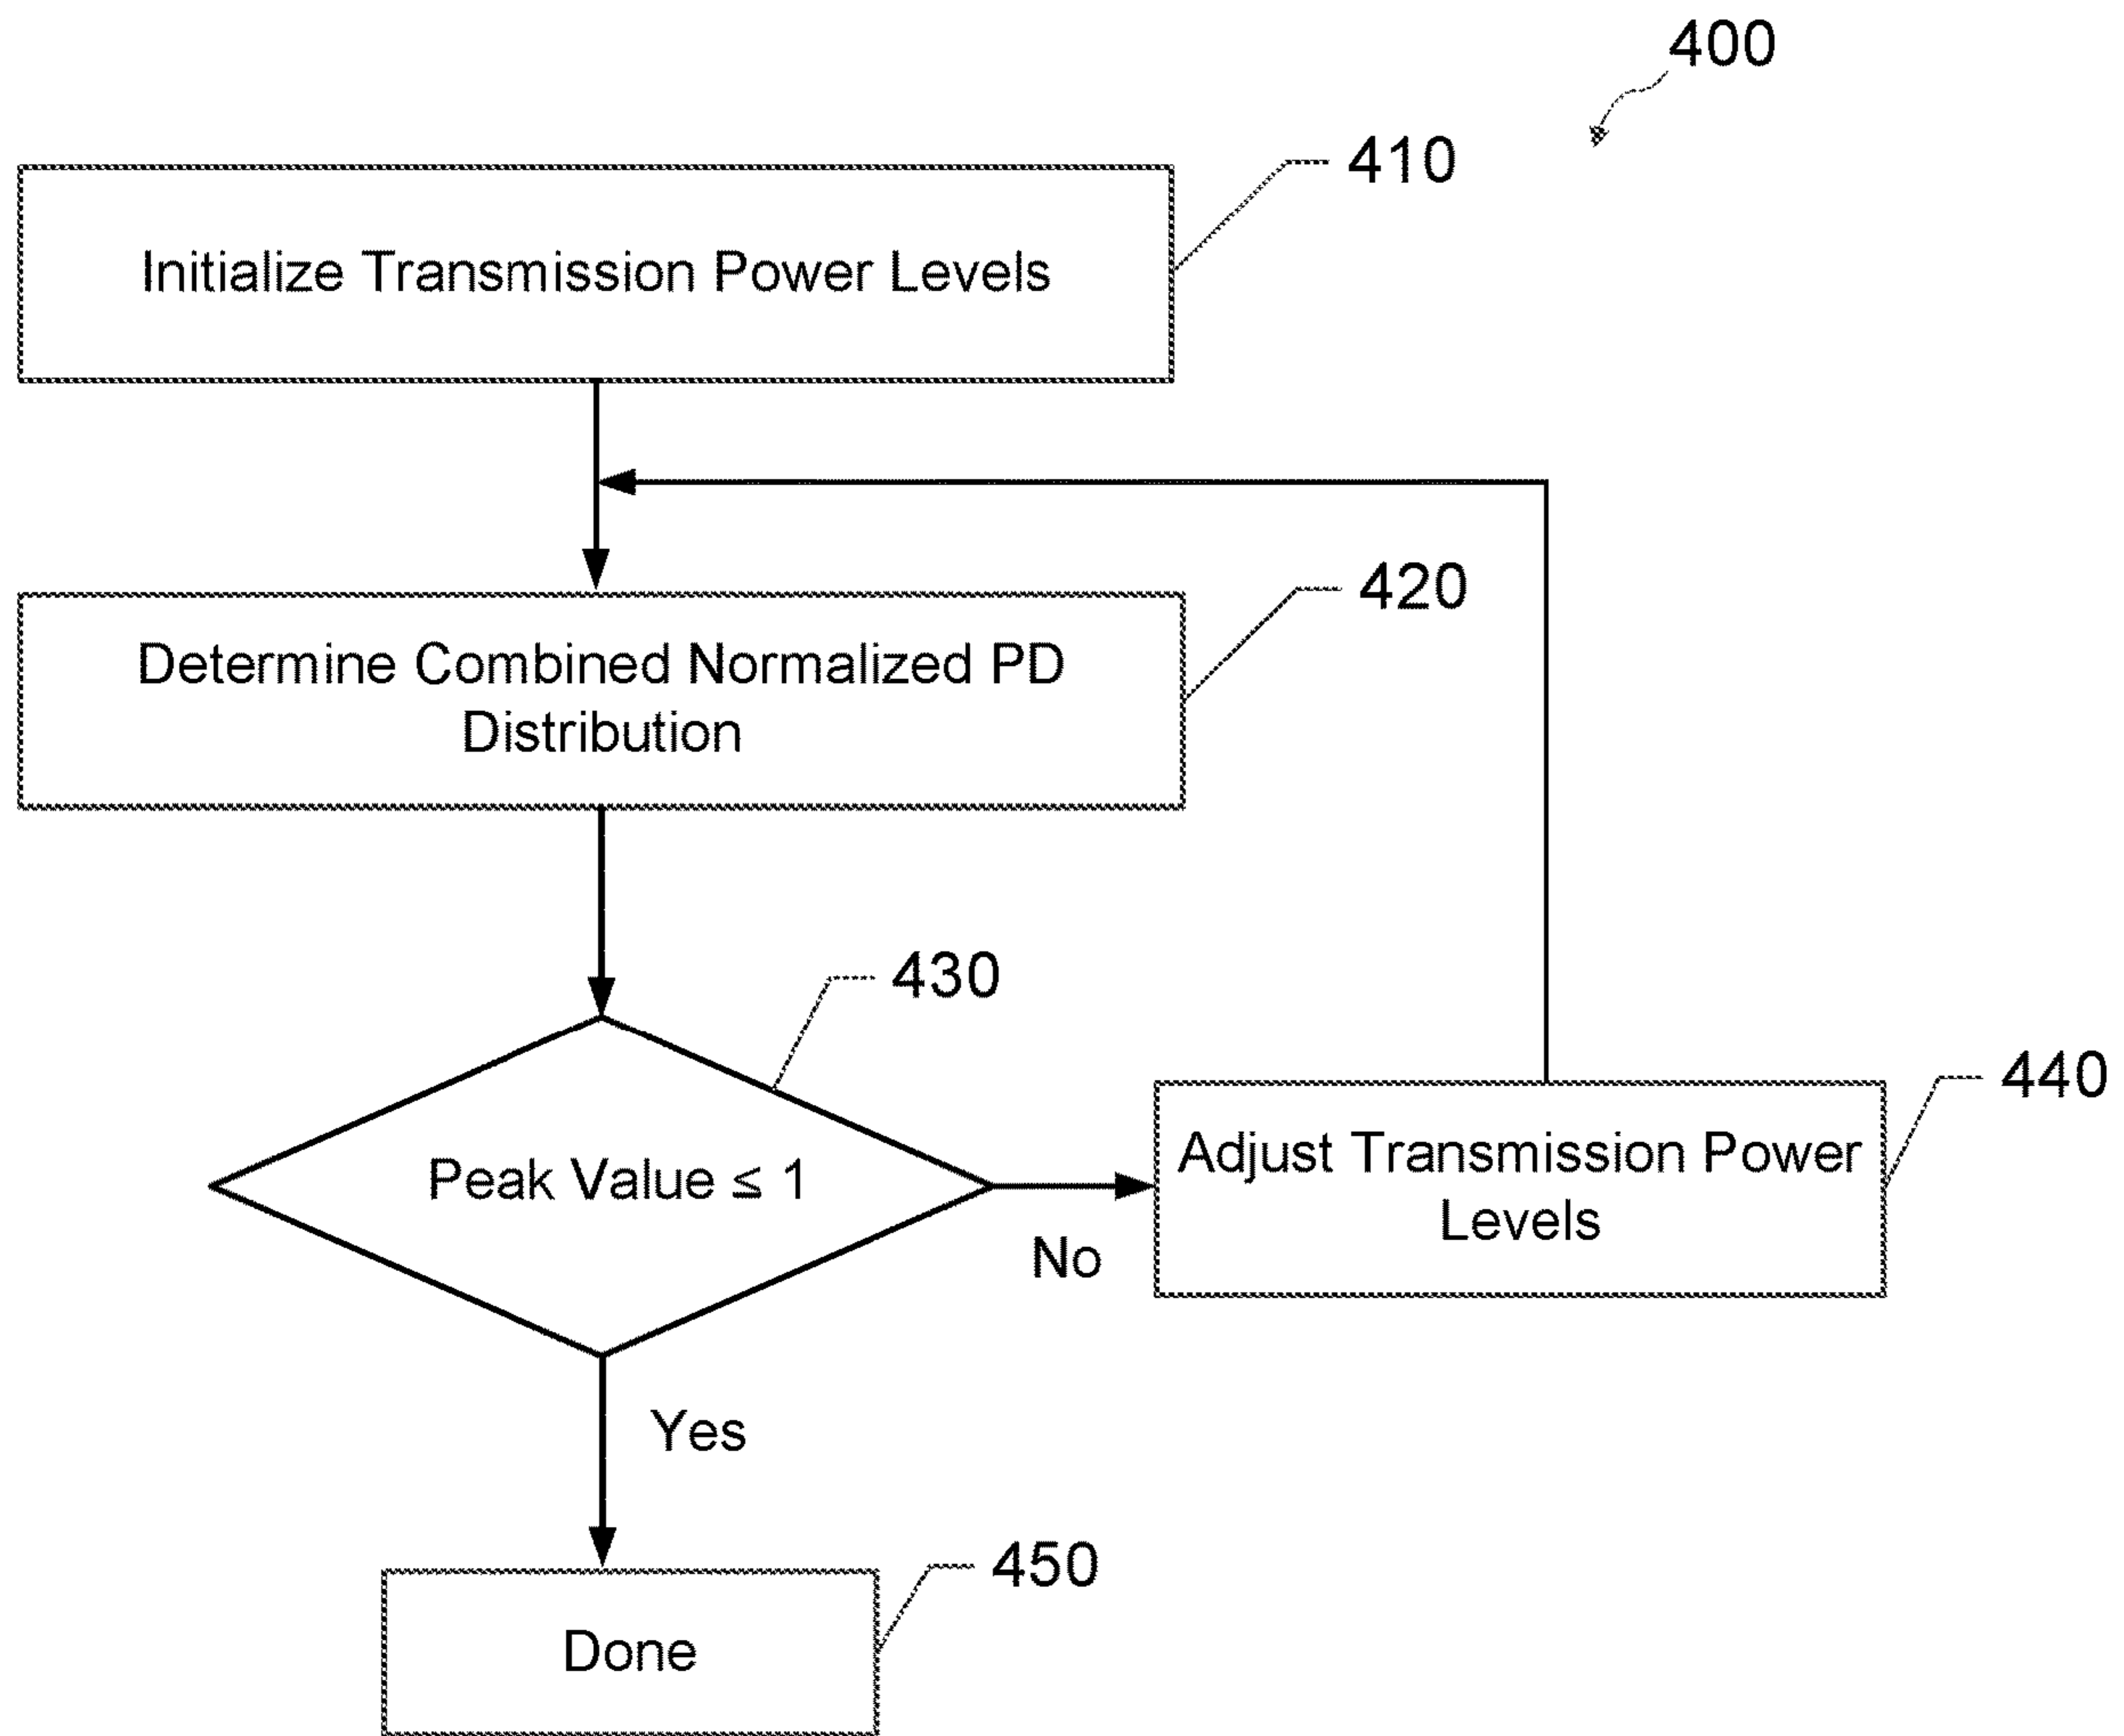 400
410
Initialize Transmission Power Levels
420
Determine Combined Normalized PD
Distribution
430
Peak Value ≤ 1
440
Adjust Transmission Power
Levels
No
Yes
450
Done